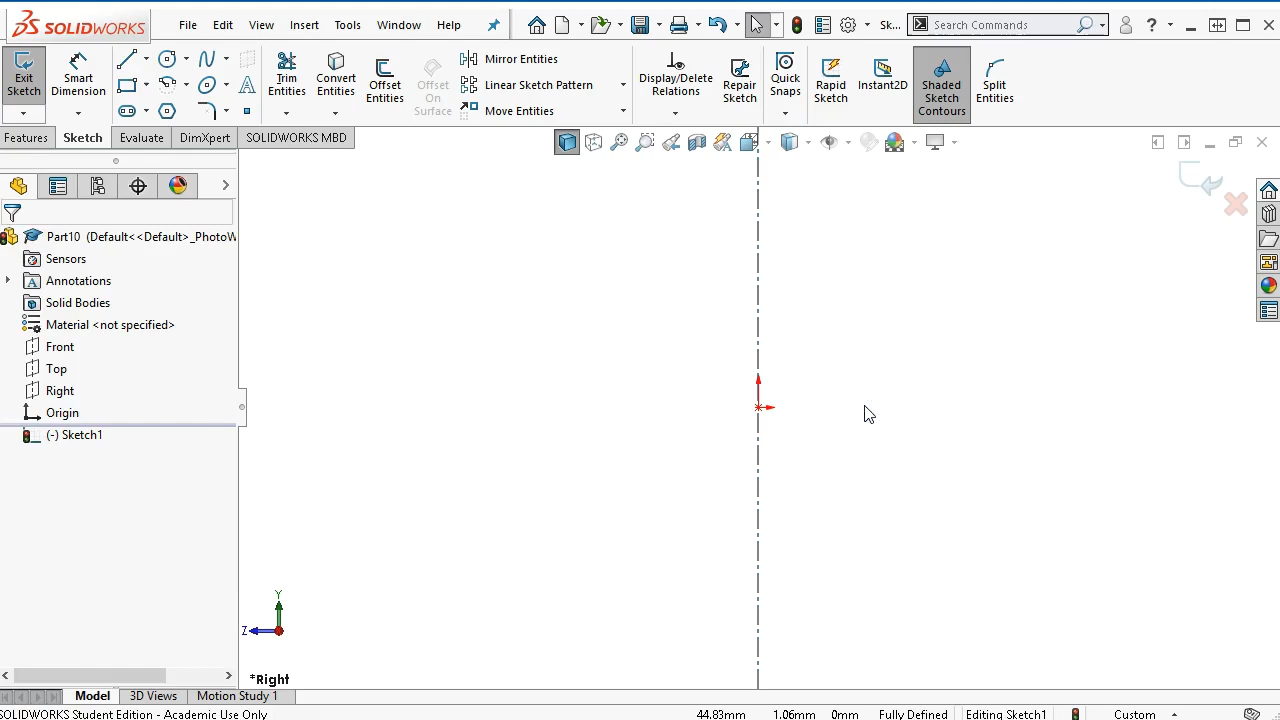 SOLIDWORKS File Edit View Insert Tools Window Help Sk... Search Commands ?
Exit Sketch
Smart Dimension
Trim Entities
Convert Entities
Offset Entities
Offset On Surface
Mirror Entities
Linear Sketch Pattern
Move Entities
Display/Delete Relations
Repair Sketch
Quick Snaps
Rapid Sketch
Instant2D
Shaded Sketch Contours
Split Entities
Features Sketch Evaluate DimXpert SOLIDWORKS MBD
Part10 (Default<<Default>_PhotoW
Sensors
Annotations
Solid Bodies
Material <not specified>
Front
Top
Right
Origin
(-) Sketch1
Y
Z
*Right
Model 3D Views Motion Study 1
SOLIDWORKS Student Edition - Academic Use Only 44.83mm 1.06mm 0mm Fully Defined Editing Sketch1 Custom